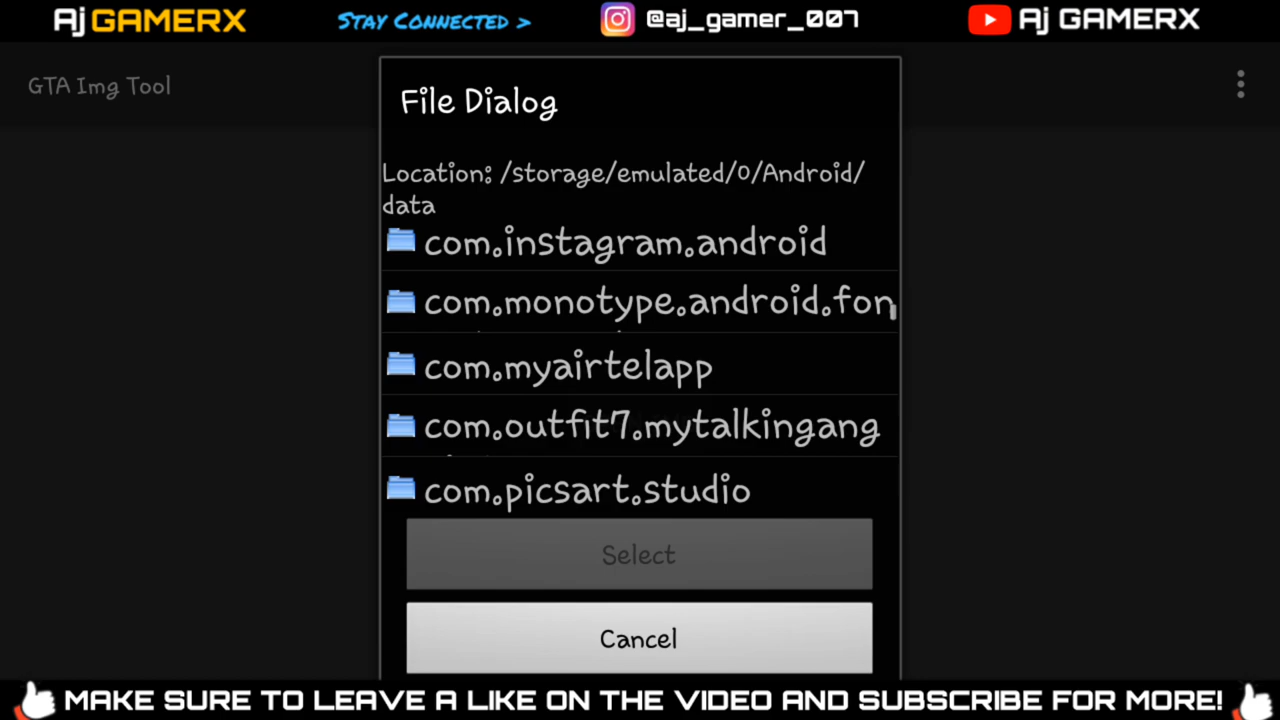 Aj GAMERX
STAY CONNECTED >
@aj_gamer_007
Aj GAMERX
GTA Img Tool
File Dialog
Location: /storage/emulated/0/Android/
data
com.instagram.android
com.monotype.android.fon
com.myairtelapp
com.outfit7.mytalkingang
com.picsart.studio
Select
Cancel
MAKE SURE TO LEAVE A LIKE ON THE VIDEO AND SUBSCRIBE FOR MORE!